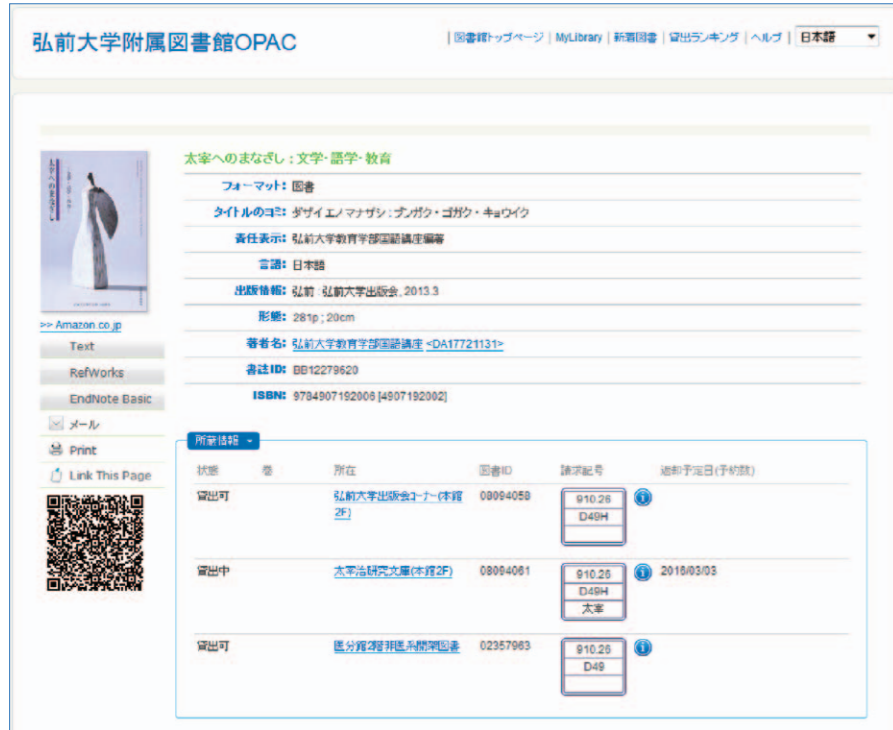 弘前大学附属図書館OPAC
| 図書館トップページ | MyLibrary | 新着図書 | 貸出ランキング | ヘルプ | 日本語
太宰へのまなざし
太宰へのまなざし : 文学・語学・教育
フォーマット: 図書
タイトルのヨミ: ダザイ エノ マナザシ : ブンガク・ゴガク・キョウイク
責任表示: 弘前大学教育学部国語講座編著
言語: 日本語
出版情報: 弘前 : 弘前大学出版会, 2013.3
形態: 281p ; 20cm
著者名: 弘前大学教育学部国語講座 <DA17721131>
書誌ID: BB12279620
ISBN: 9784907192006 [4907192002]
>> Amazon.co.jp
Text
RefWorks
EndNote Basic
メール
Print
Link This Page
所蔵情報
状態 巻 所在 図書ID 請求記号 返却予定日(予約数)
貸出可 弘前大学出版会コーナー(本館2F) 08094058 910.26 D49H
貸出中 太宰治研究文庫(本館2F) 08094061 910.26 D49H 太宰 2016/03/03
貸出可 医分館2階非医系開架図書 02357963 910.26 D49